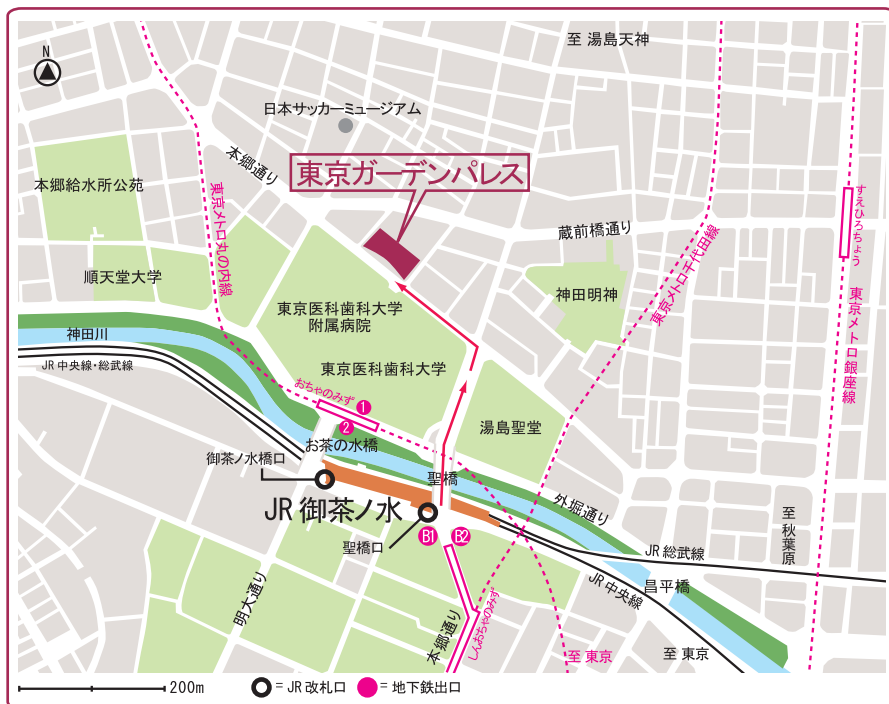 至 湯島天神
N
日本サッカーミュージアム
本郷通り
東京ガーデンパレス
本郷給水所公苑
東京メトロ丸の内線
すえひろちょう
蔵前橋通り
東京メトロ千代田線
順天堂大学
神田明神
東京医科歯科大学
附属病院
東京メトロ銀座線
神田川
JR 中央線・総武線
東京医科歯科大学
おちゃのみず
1
2
湯島聖堂
お茶の水橋
御茶ノ水橋口
聖橋
外堀通り
JR 御茶ノ水
至 秋葉原
聖橋口
B1
B2
JR 総武線
JR 中央線
昌平橋
明大通り
本郷通り
しんおちゃのみず
至 東京
至 東京
200m
= JR 改札口
= 地下鉄出口